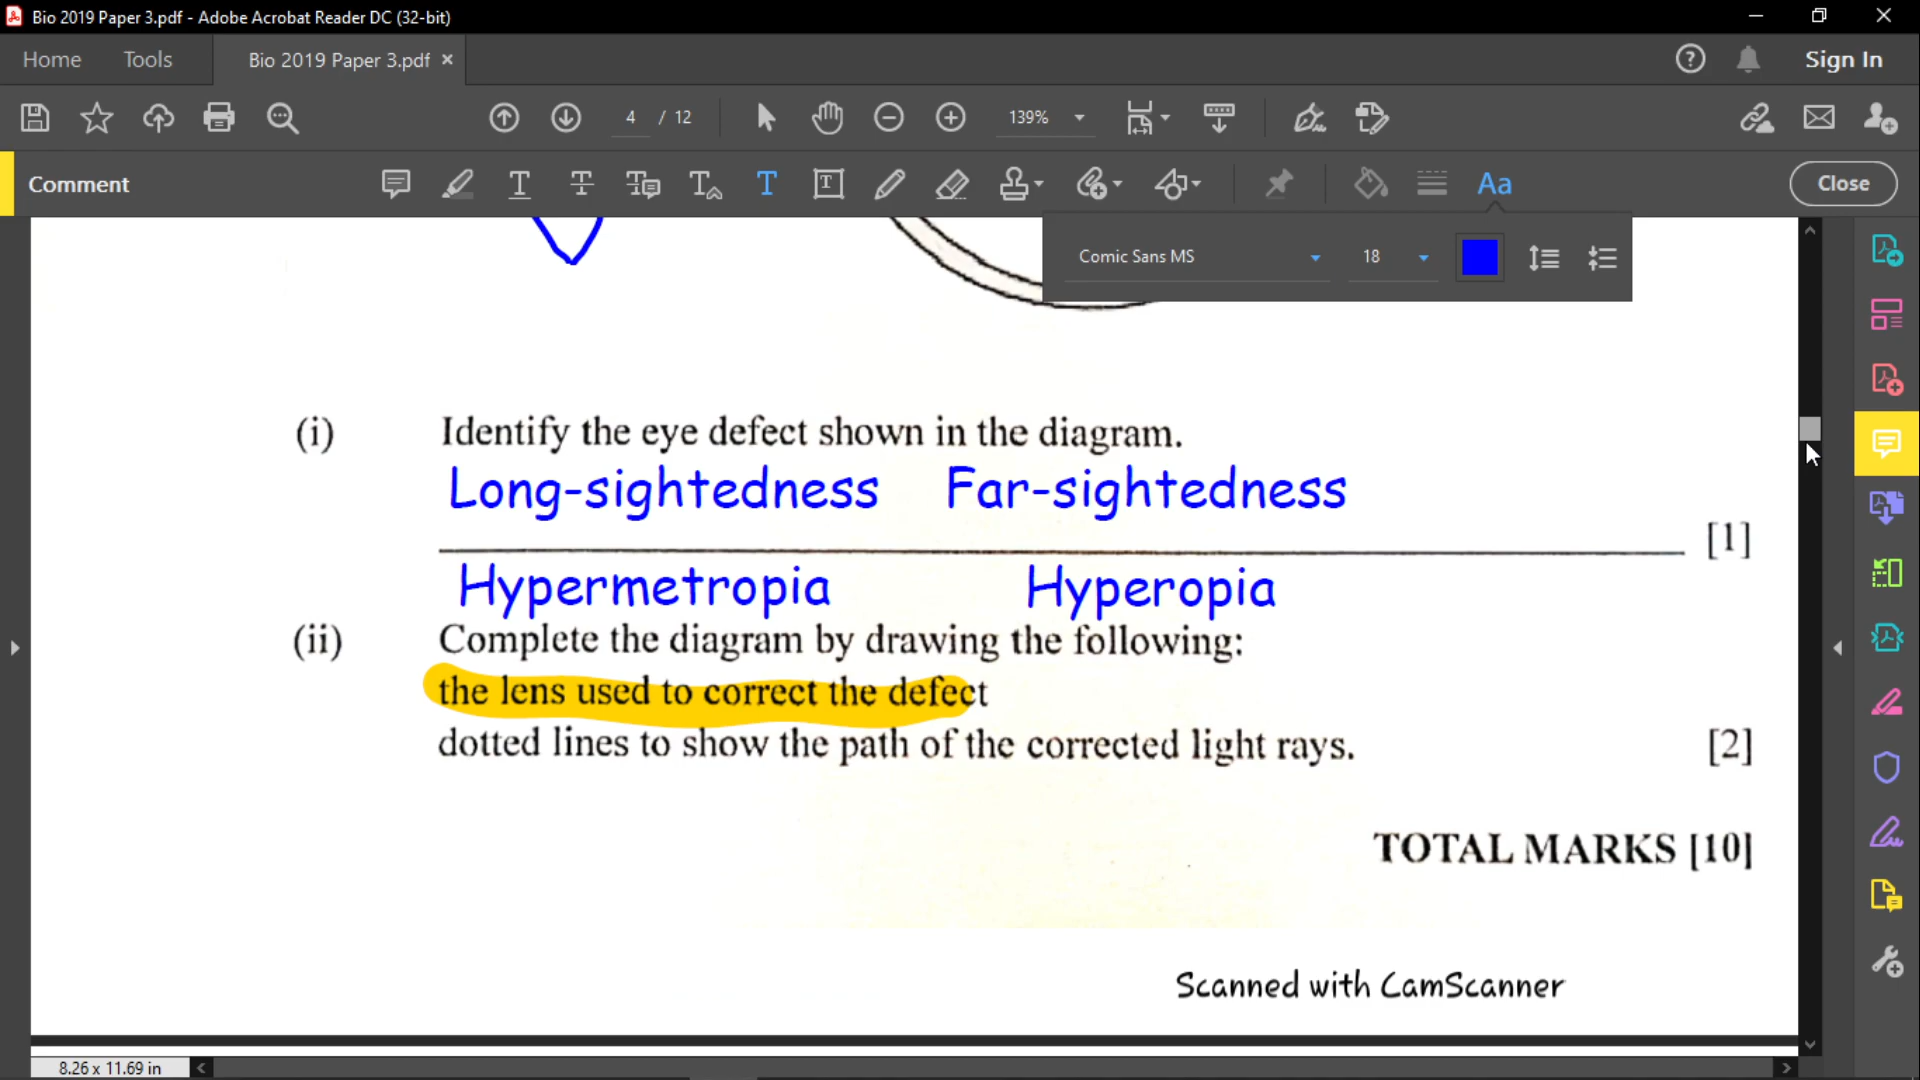 Bio 2019 Paper 3.pdf - Adobe Acrobat Reader DC (32-bit)
Home Tools Bio 2019 Paper 3.pdf × Sign In
4 / 12 139%
Comment Aa Close
Comic Sans MS 18
(i) Identify the eye defect shown in the diagram.
Long-sightedness Far-sightedness
[1]
Hypermetropia Hyperopia
(ii) Complete the diagram by drawing the following:
the lens used to correct the defect
dotted lines to show the path of the corrected light rays. [2]
TOTAL MARKS [10]
Scanned with CamScanner
8.26 x 11.69 in